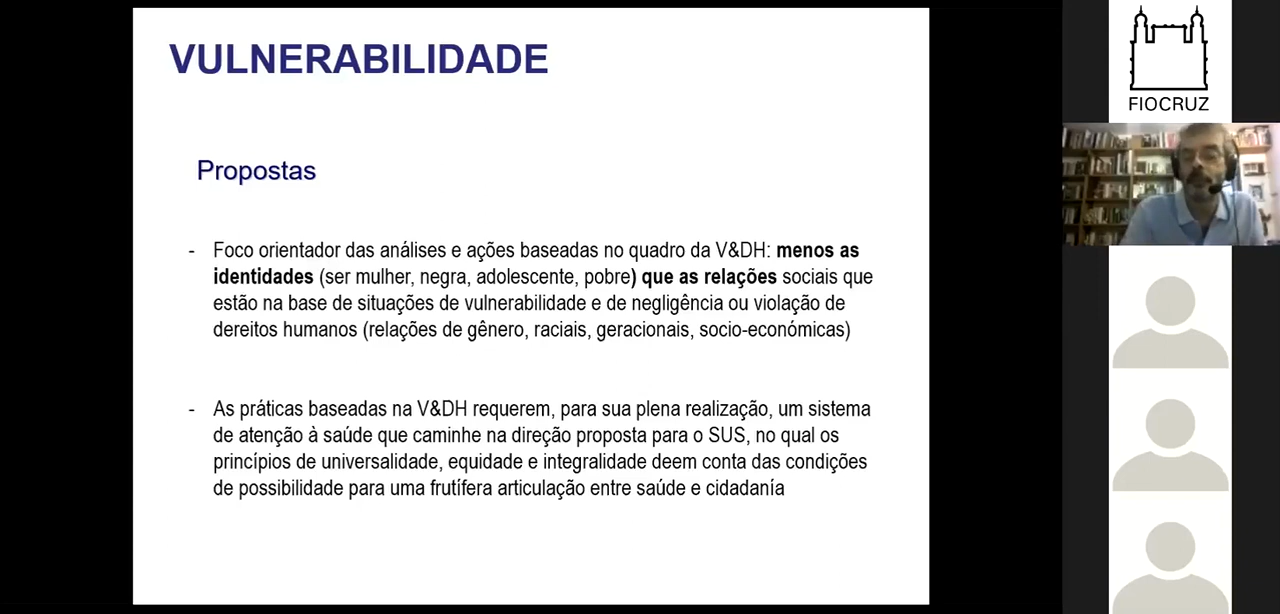 VULNERABILIDADE
Propostas
- Foco orientador das análises e ações baseadas no quadro da V&DH: menos as
identidades (ser mulher, negra, adolescente, pobre) que as relações sociais que
estão na base de situações de vulnerabilidade e de negligência ou violação de
dereitos humanos (relações de gênero, raciais, geracionais, socio-económicas)
- As práticas baseadas na V&DH requerem, para sua plena realização, um sistema
de atenção à saúde que caminhe na direção proposta para o SUS, no qual os
princípios de universalidade, equidade e integralidade deem conta das condições
de possibilidade para uma frutífera articulação entre saúde e cidadanía
FIOCRUZ